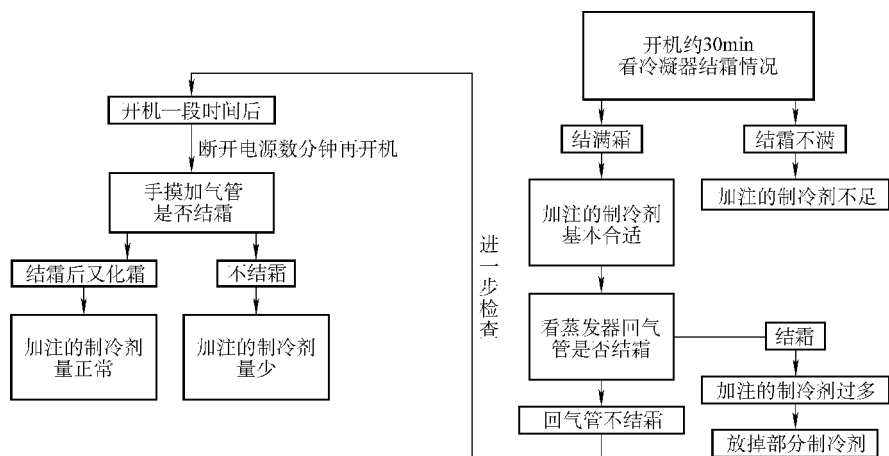 开机约30min
看冷凝器结霜情况
结满霜
结霜不满
加注的制冷剂
基本合适
加注的制冷剂不足
看蒸发器回气
管是否结霜
结霜
加注的制冷剂过多
放掉部分制冷剂
回气管不结霜
进一步检查
开机一段时间后
断开电源数分钟再开机
手摸加气管
是否结霜
结霜后又化霜
不结霜
加注的制冷剂
量正常
加注的制冷剂
量少